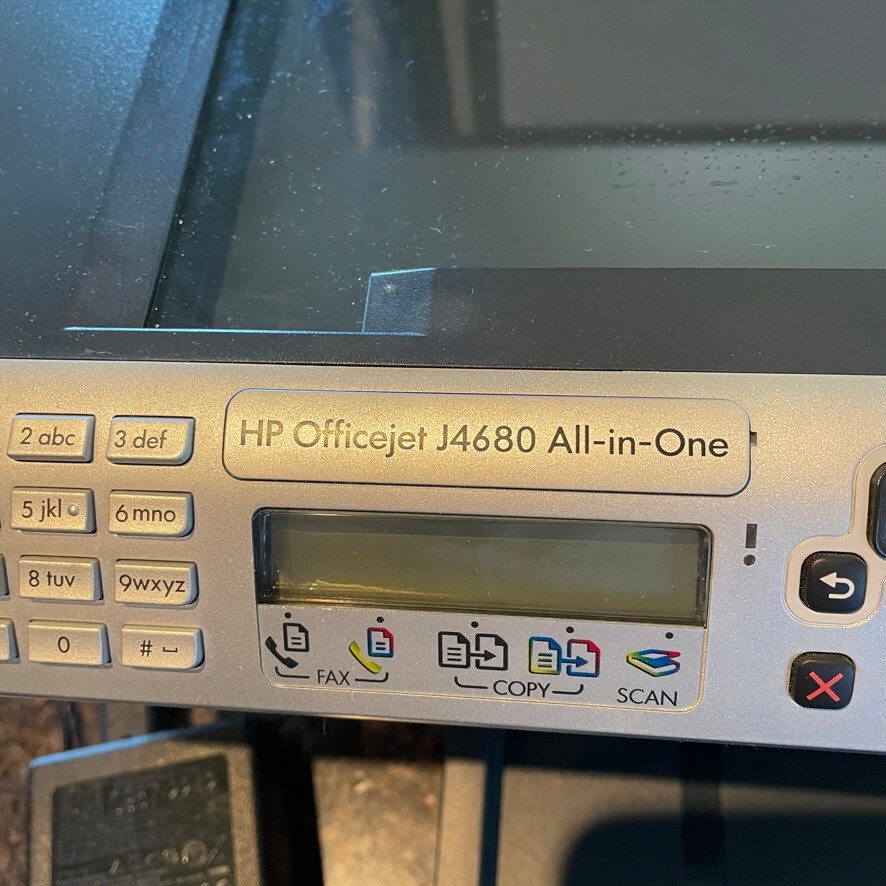 HP Officejet J4680 All-in-One
2 abc
3 def
5 jkl
6 mno
8 tuv
9wxyz
0
#
!
FAX
COPY
SCAN